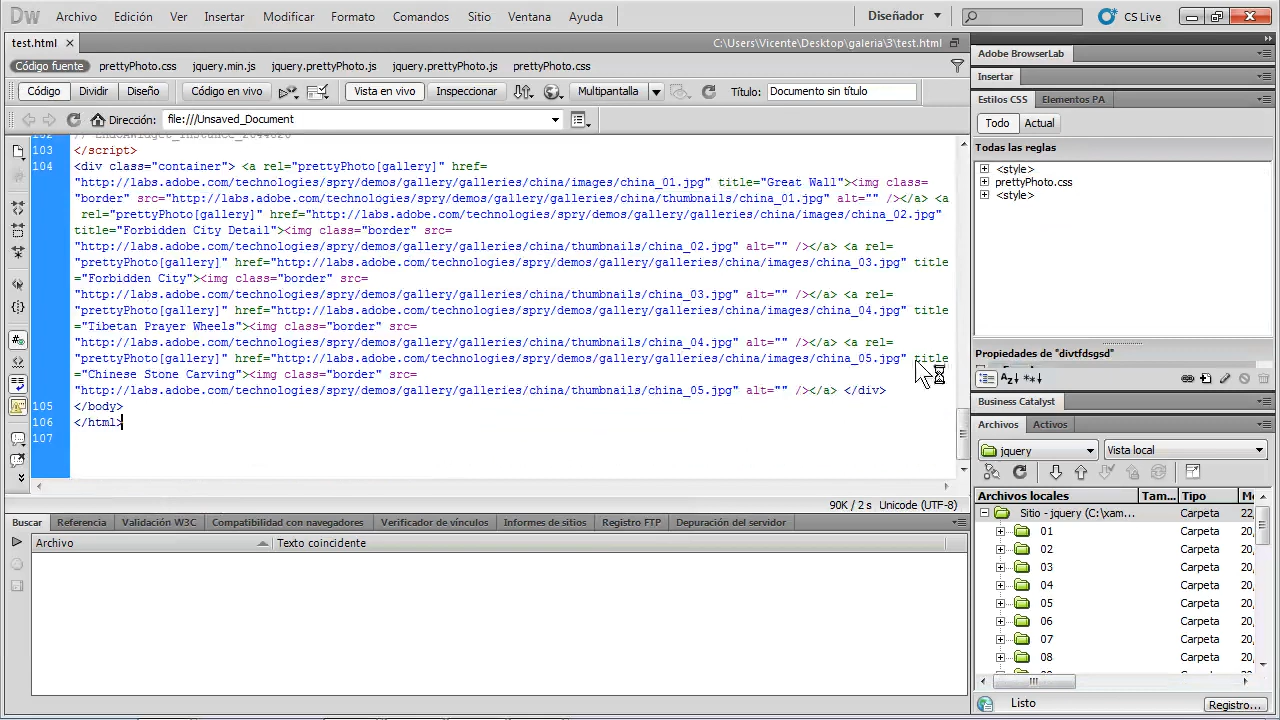 Dw Archivo Edición Ver Insertar Modificar Formato Comandos Sitio Ventana Ayuda Diseñador CS Live
test.html C:\Users\Vicente\Desktop\galeria\3\test.html
Código fuente prettyPhoto.css jquery.min.js jquery.prettyPhoto.js jquery.prettyPhoto.js prettyPhoto.css
Código Dividir Diseño Código en vivo Vista en vivo Inspeccionar Multipantalla Título: Documento sin título
Dirección: file:///Unsaved_Document
103 </script>
104 <div class="container"> <a rel="prettyPhoto[gallery]" href=
"http://labs.adobe.com/technologies/spry/demos/gallery/galleries/china/images/china_01.jpg" title="Great Wall"><img class=
"border" src="http://labs.adobe.com/technologies/spry/demos/gallery/galleries/china/thumbnails/china_01.jpg" alt="" /></a> <a
rel="prettyPhoto[gallery]" href="http://labs.adobe.com/technologies/spry/demos/gallery/galleries/china/images/china_02.jpg"
title="Forbidden City Detail"><img class="border" src=
"http://labs.adobe.com/technologies/spry/demos/gallery/galleries/china/thumbnails/china_02.jpg" alt="" /></a> <a rel=
"prettyPhoto[gallery]" href="http://labs.adobe.com/technologies/spry/demos/gallery/galleries/china/images/china_03.jpg" title
="Forbidden City"><img class="border" src=
"http://labs.adobe.com/technologies/spry/demos/gallery/galleries/china/thumbnails/china_03.jpg" alt="" /></a> <a rel=
"prettyPhoto[gallery]" href="http://labs.adobe.com/technologies/spry/demos/gallery/galleries/china/images/china_04.jpg" title
="Tibetan Prayer Wheels"><img class="border" src=
"http://labs.adobe.com/technologies/spry/demos/gallery/galleries/china/thumbnails/china_04.jpg" alt="" /></a> <a rel=
"prettyPhoto[gallery]" href="http://labs.adobe.com/technologies/spry/demos/gallery/galleries/china/images/china_05.jpg" title
="Chinese Stone Carving"><img class="border" src=
"http://labs.adobe.com/technologies/spry/demos/gallery/galleries/china/thumbnails/china_05.jpg" alt="" /></a> </div>
105 </body>
106 </html>
107
90K / 2 s Unicode (UTF-8)
Buscar Referencia Validación W3C Compatibilidad con navegadores Verificador de vínculos Informes de sitios Registro FTP Depuración del servidor
Archivo Texto coincidente
Adobe BrowserLab
Insertar
Estilos CSS Elementos PA
Todo Actual
Todas las reglas
<style>
prettyPhoto.css
<style>
Propiedades de "divtfdsgsd"
Business Catalyst
Archivos Activos
jquery Vista local
Archivos locales Tam... Tipo
Sitio - jquery (C:\xam... Carpeta 22,
01 Carpeta 20,
02 Carpeta 20,
03 Carpeta 20,
04 Carpeta 20,
05 Carpeta 20,
06 Carpeta 20,
07 Carpeta 20,
08 Carpeta 20,
Listo Registro...